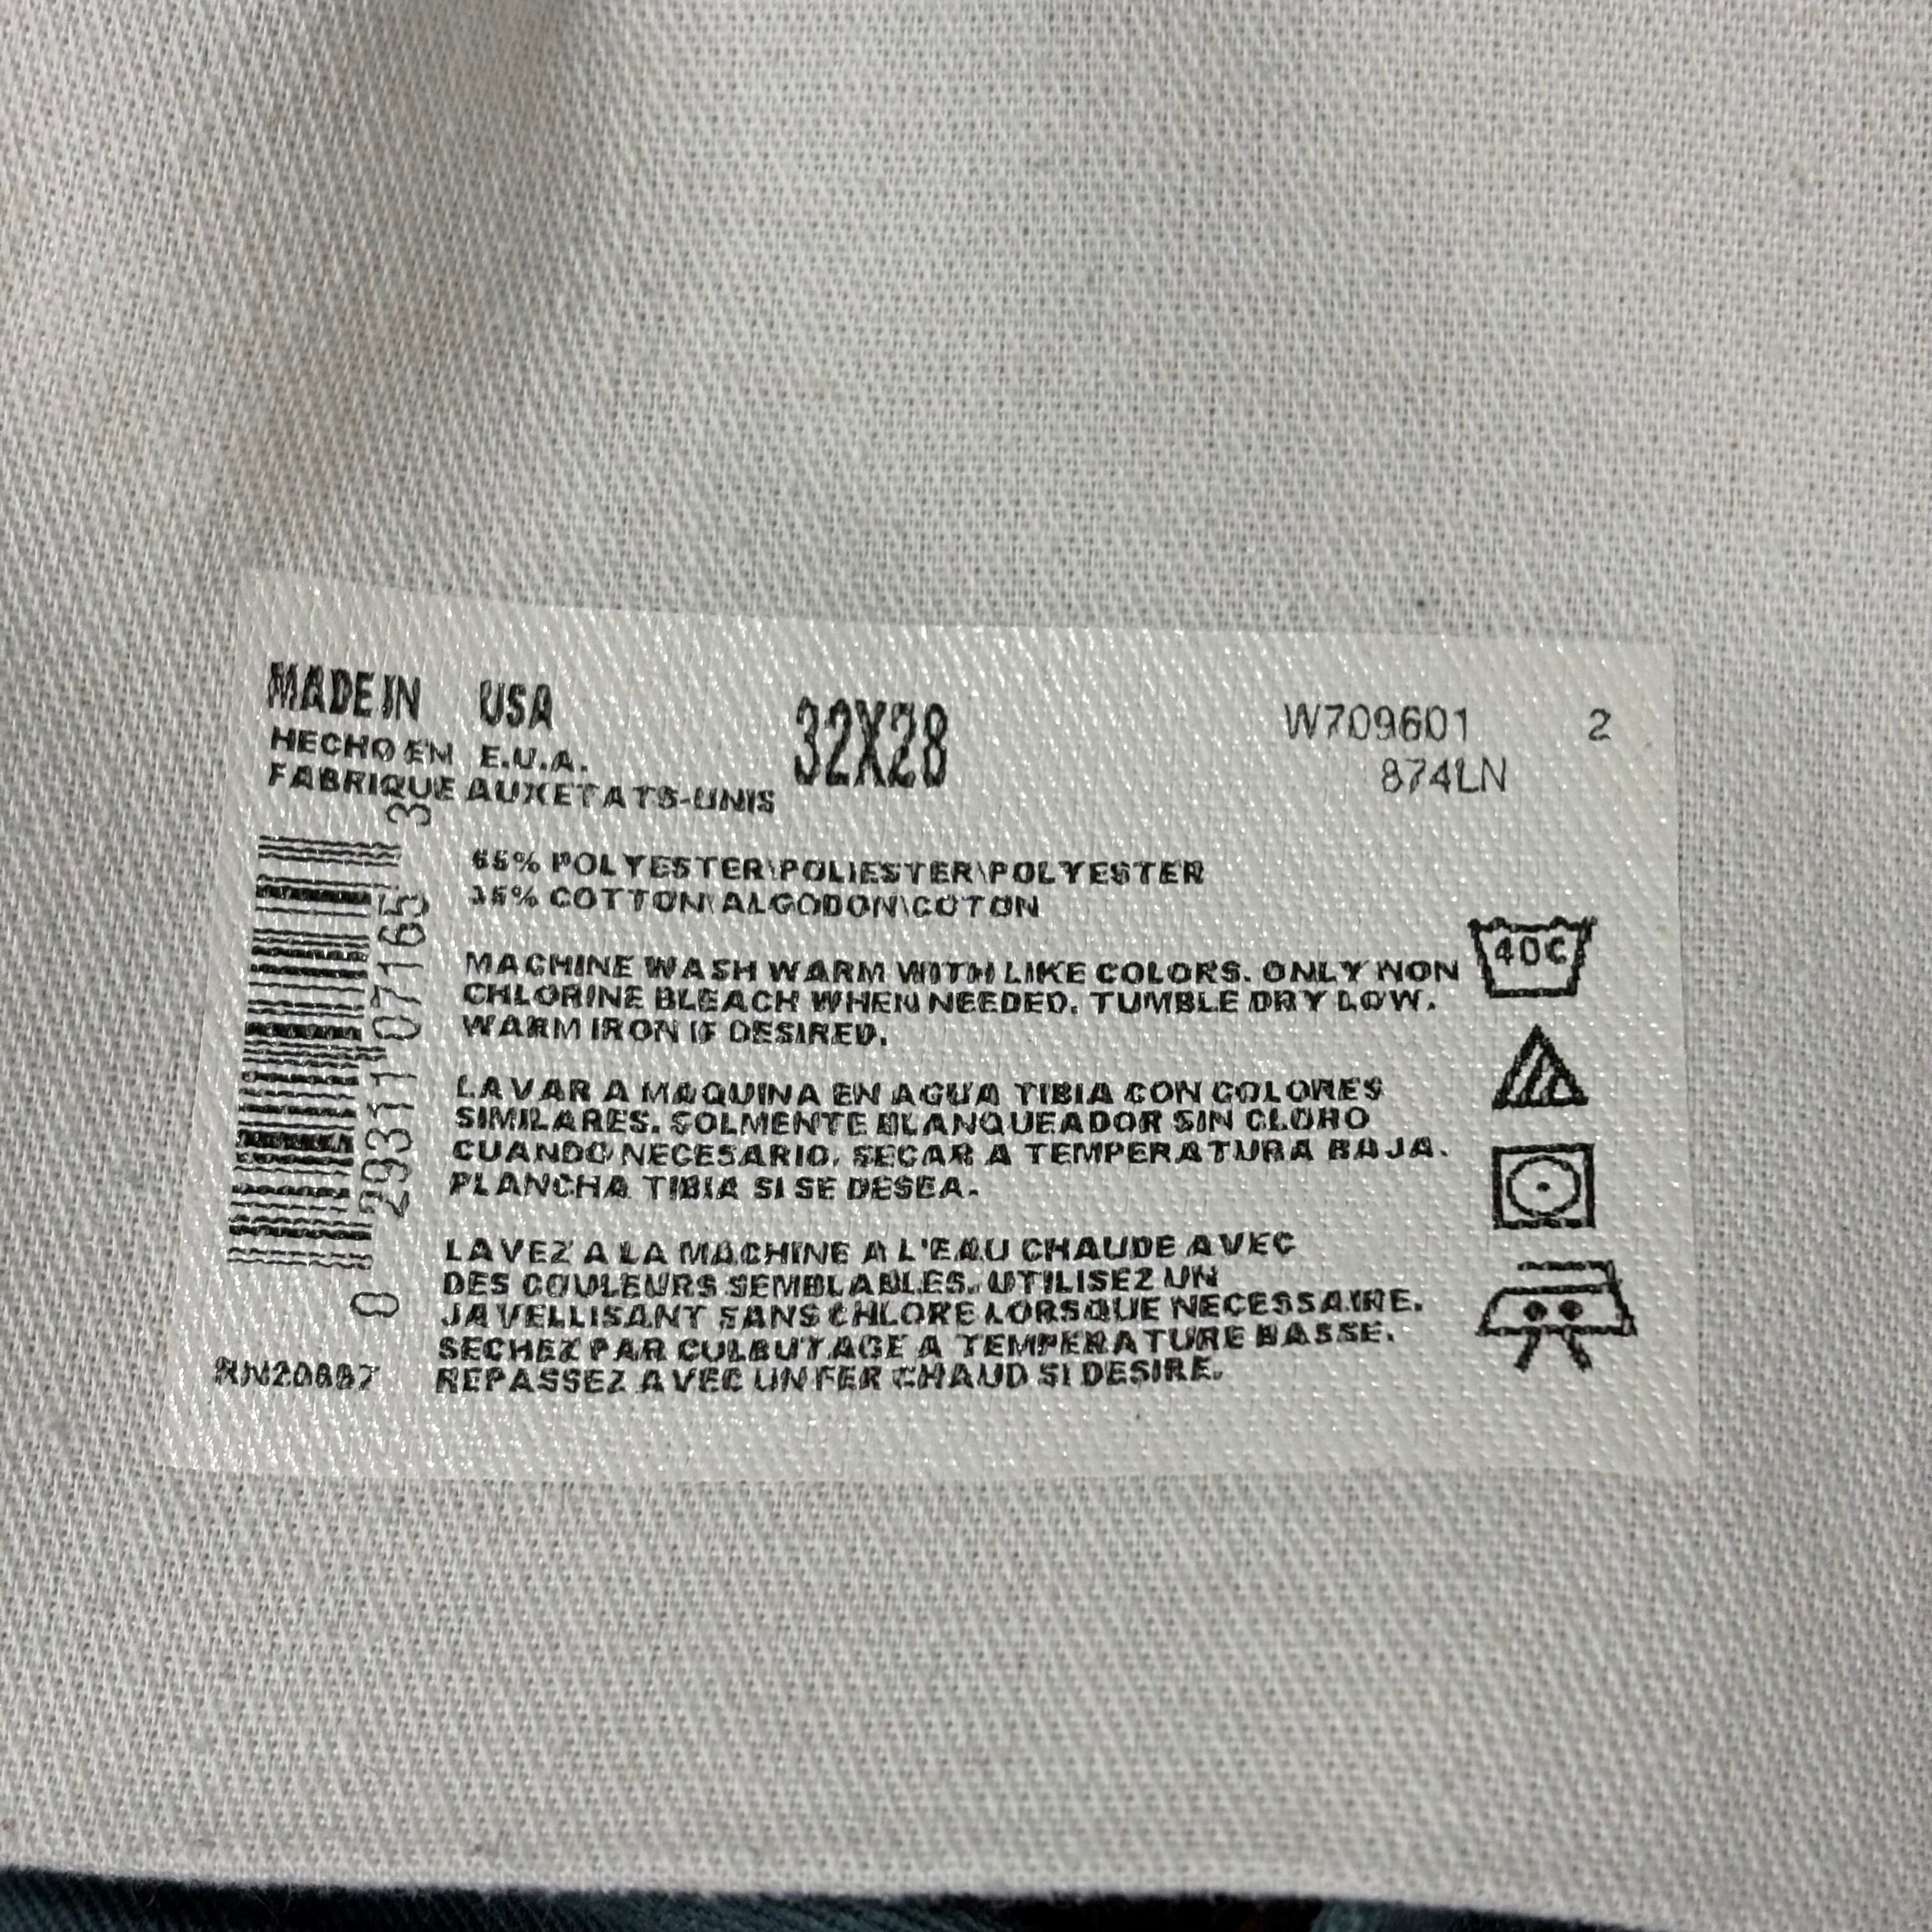 MADE IN USA
32X28
W709601 2
HECHO EN E.U.A.
874LN
FABRIQUE AUX ETATS-UNIS
65% POLYESTER\POLIESTER\POLYESTER
35% COTTON\ALGODON\COTON
MACHINE WASH WARM WITH LIKE COLORS. ONLY NON
CHLORINE BLEACH WHEN NEEDED. TUMBLE DRY LOW.
WARM IRON IF DESIRED.
LAVAR A MAQUINA EN AGUA TIBIA CON COLORES
SIMILARES. SOLMENTE BLANQUEADOR SIN CLORO
CUANDO NECESARIO. SECAR A TEMPERATURA BAJA.
PLANCHA TIBIA SI SE DESEA.
LAVEZ A LA MACHINE A L'EAU CHAUDE AVEC
DES COULEURS SEMBLABLES. UTILISEZ UN
JAVELLISANT SANS CHLORE LORSQUE NECESSAIRE.
SECHEZ PAR CULBUTAGE A TEMPERATURE BASSE.
REPASSEZ AVEC UN FER CHAUD SI DESIRE.
0 29311 07165 3
RN20697
40C